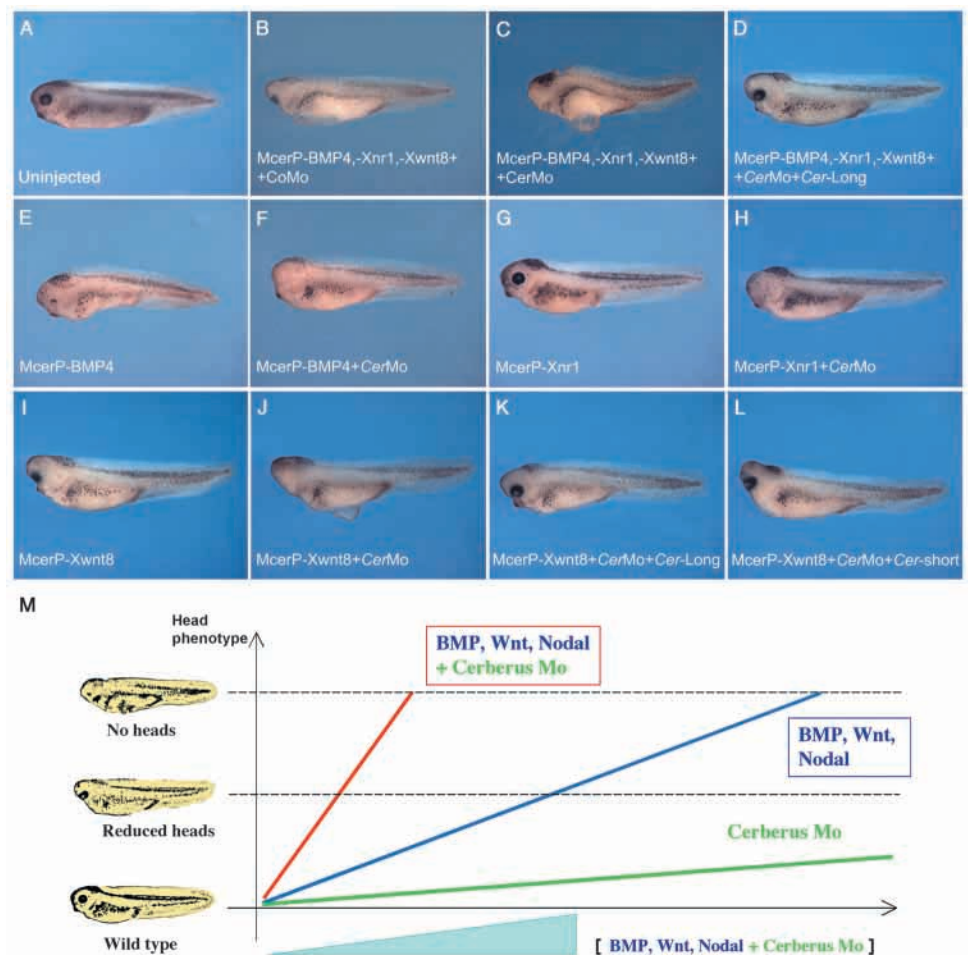 A
B
C
D
Uninjected
McerP-BMP4,-Xnr1,-Xwnt8+
+CoMo
McerP-BMP4,-Xnr1,-Xwnt8+
+CerMo
McerP-BMP4,-Xnr1,-Xwnt8+
+CerMo+Cer-Long
E
F
G
H
McerP-BMP4
McerP-BMP4+CerMo
McerP-Xnr1
McerP-Xnr1+CerMo
I
J
K
L
McerP-Xwnt8
McerP-Xwnt8+CerMo
McerP-Xwnt8+CerMo+Cer-Long
McerP-Xwnt8+CerMo+Cer-short
M
Head
phenotype
BMP, Wnt, Nodal
+ Cerberus Mo
No heads
BMP, Wnt,
Nodal
Reduced heads
Cerberus Mo
Wild type
[ BMP, Wnt, Nodal + Cerberus Mo ]